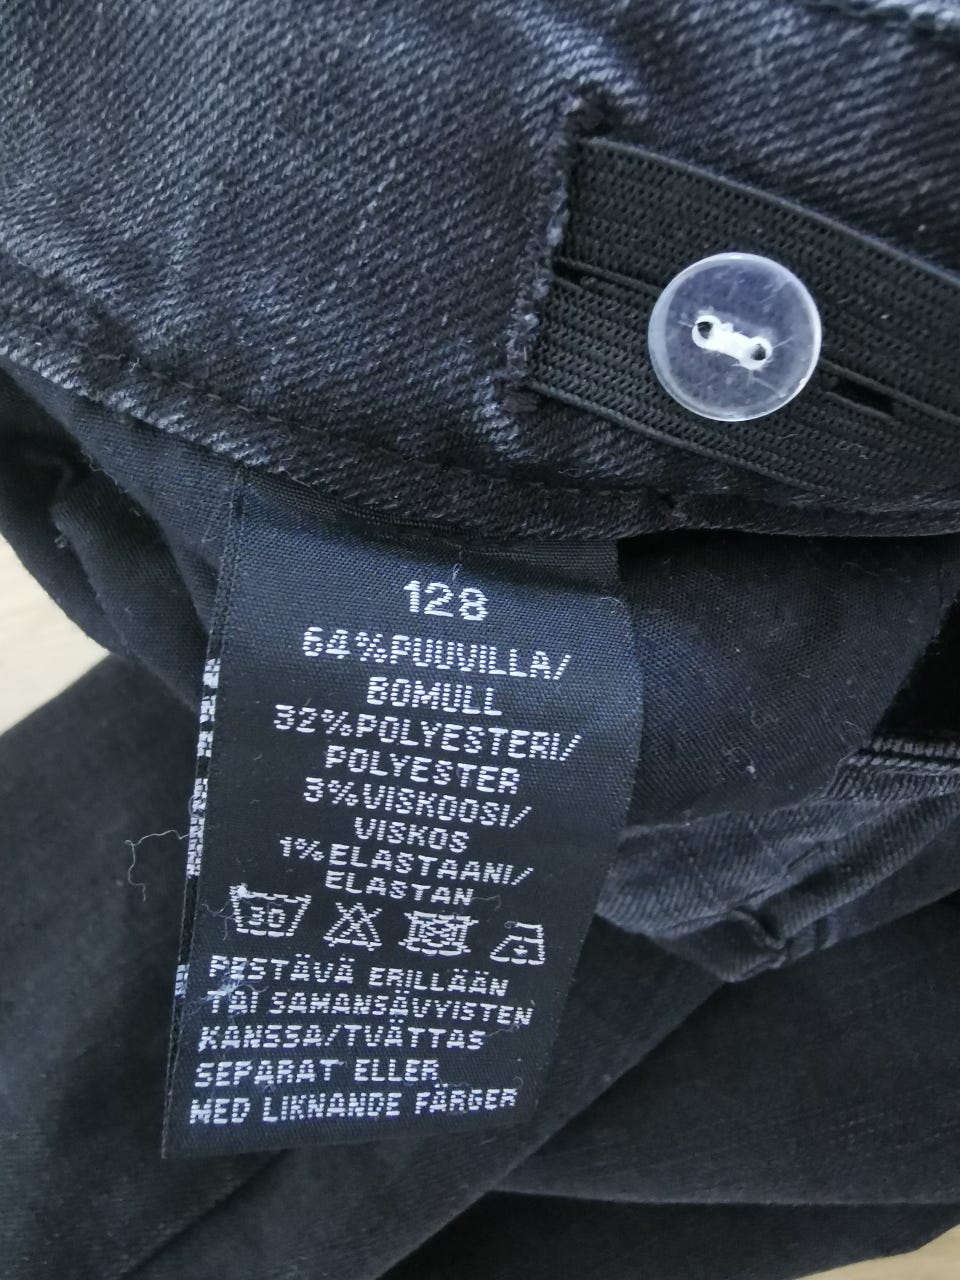 128
64%PUUVILLA/
BOMULL
32%POLYESTERI/
POLYESTER
3%VISKOOSI/
VISKOS
1%ELASTAANI/
ELASTAN
30
PESTÄVÄ ERILLÄÄN
TAI SAMANSÄVYISTEN
KANSSA/TVÄTTAS
SEPARAT ELLER
MED LIKNANDE FÄRGER